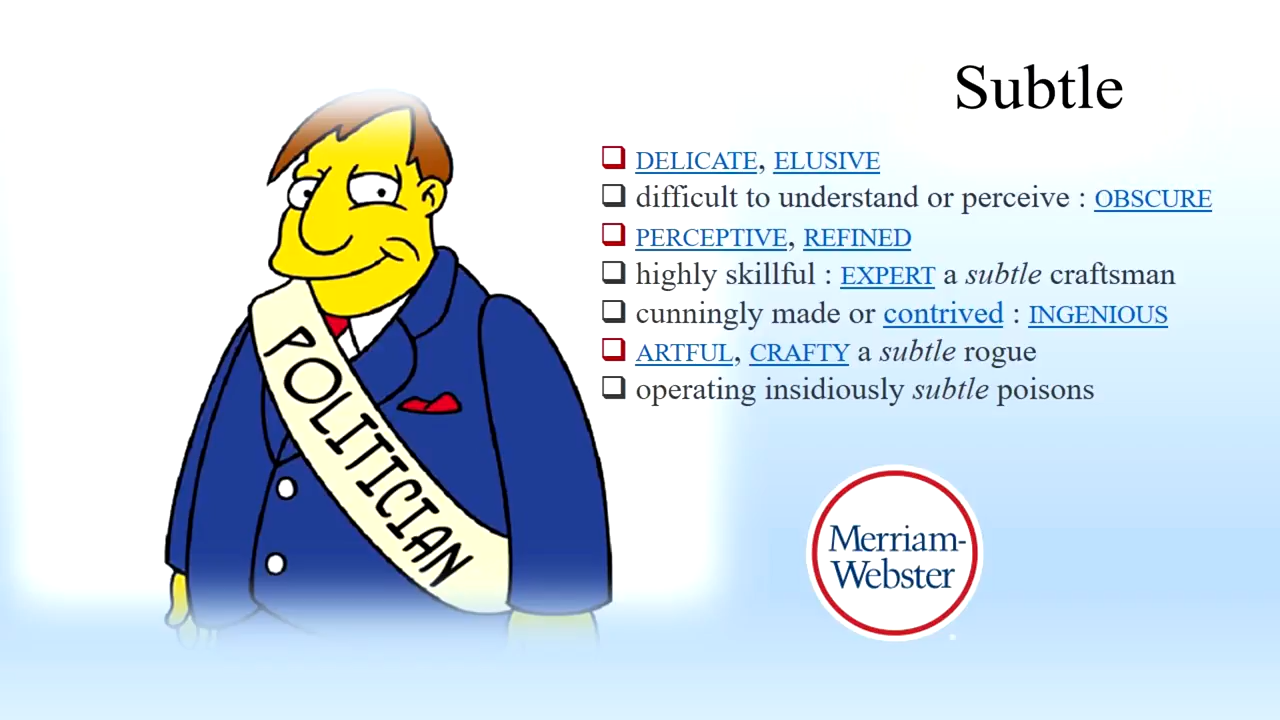 Subtle
DELICATE, ELUSIVE
difficult to understand or perceive : OBSCURE
PERCEPTIVE, REFINED
highly skillful : EXPERT a subtle craftsman
cunningly made or contrived : INGENIOUS
ARTFUL, CRAFTY a subtle rogue
operating insidiously subtle poisons
POLITICIAN
Merriam-
Webster